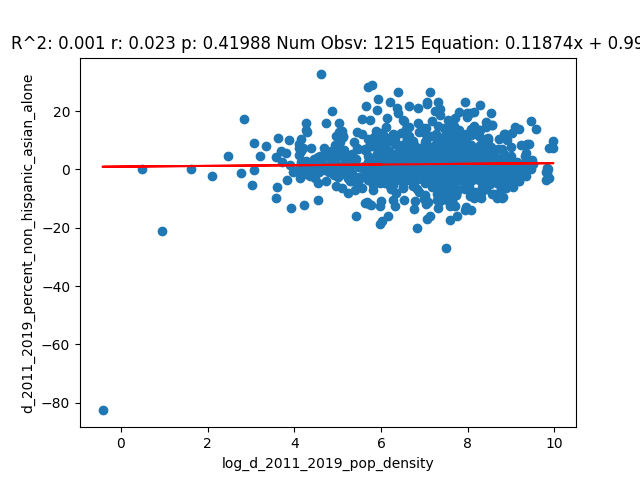 R^2: 0.001 r: 0.023 p: 0.41988 Num Obsv: 1215 Equation: 0.11874x + 0.99
d_2011_2019_percent_non_hispanic_asian_alone
20
0
−20
−40
−60
−80
0 2 4 6 8 10
log_d_2011_2019_pop_density